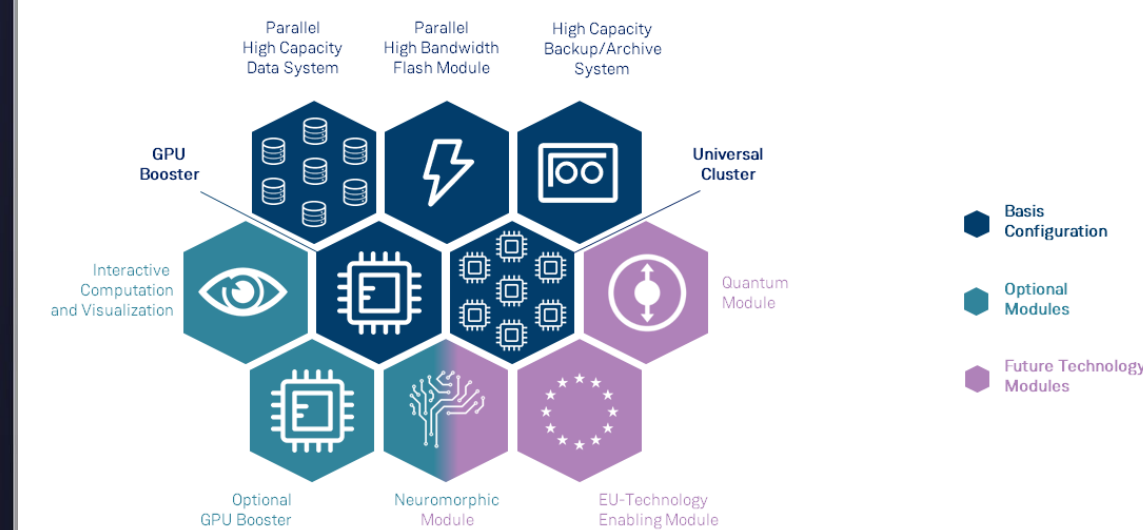 Parallel
High Capacity
Data System
Parallel
High Bandwidth
Flash Module
High Capacity
Backup/Archive
System
GPU
Booster
Universal
Cluster
Interactive
Computation
and Visualization
Quantum
Module
Optional
GPU Booster
Neuromorphic
Module
EU-Technology
Enabling Module
Basis
Configuration
Optional
Modules
Future Technology
Modules